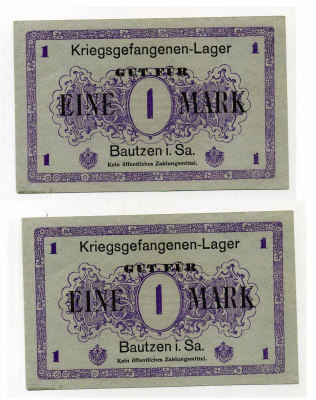 1 Kriegsgefangenen-Lager 1
GUT FÜR
EINE 1 MARK
Bautzen i. Sa.
1 Kein öffentliches Zahlungsmittel. 1
1 Kriegsgefangenen-Lager 1
GUT FÜR
EINE 1 MARK
Bautzen i. Sa.
1 Kein öffentliches Zahlungsmittel. 1